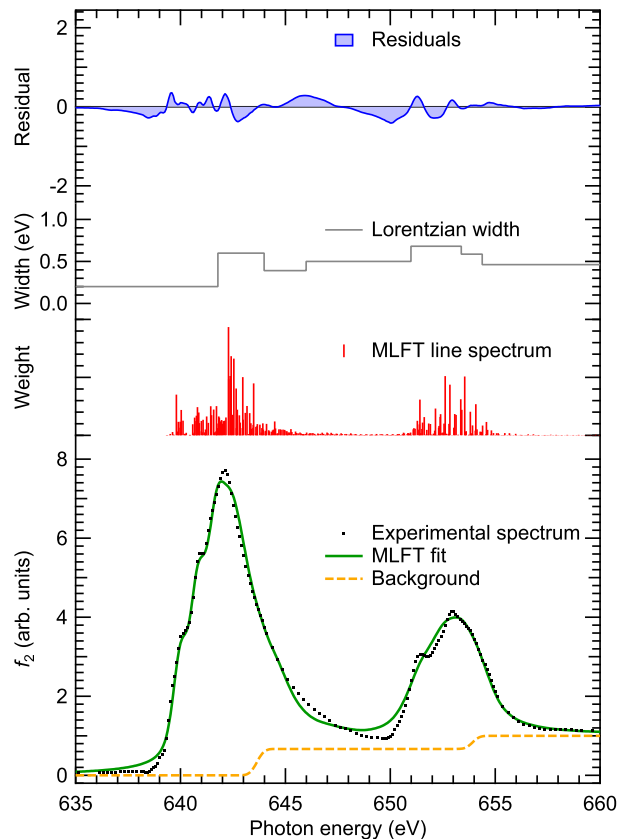 2
Residuals
Residual
0
-2
1.0
Width (eV)
Lorentzian width
0.5
0.0
Weight
MLFT line spectrum
8
6
Experimental spectrum
MLFT fit
Background
f2 (arb. units)
4
2
0
635 640 645 650 655 660
Photon energy (eV)